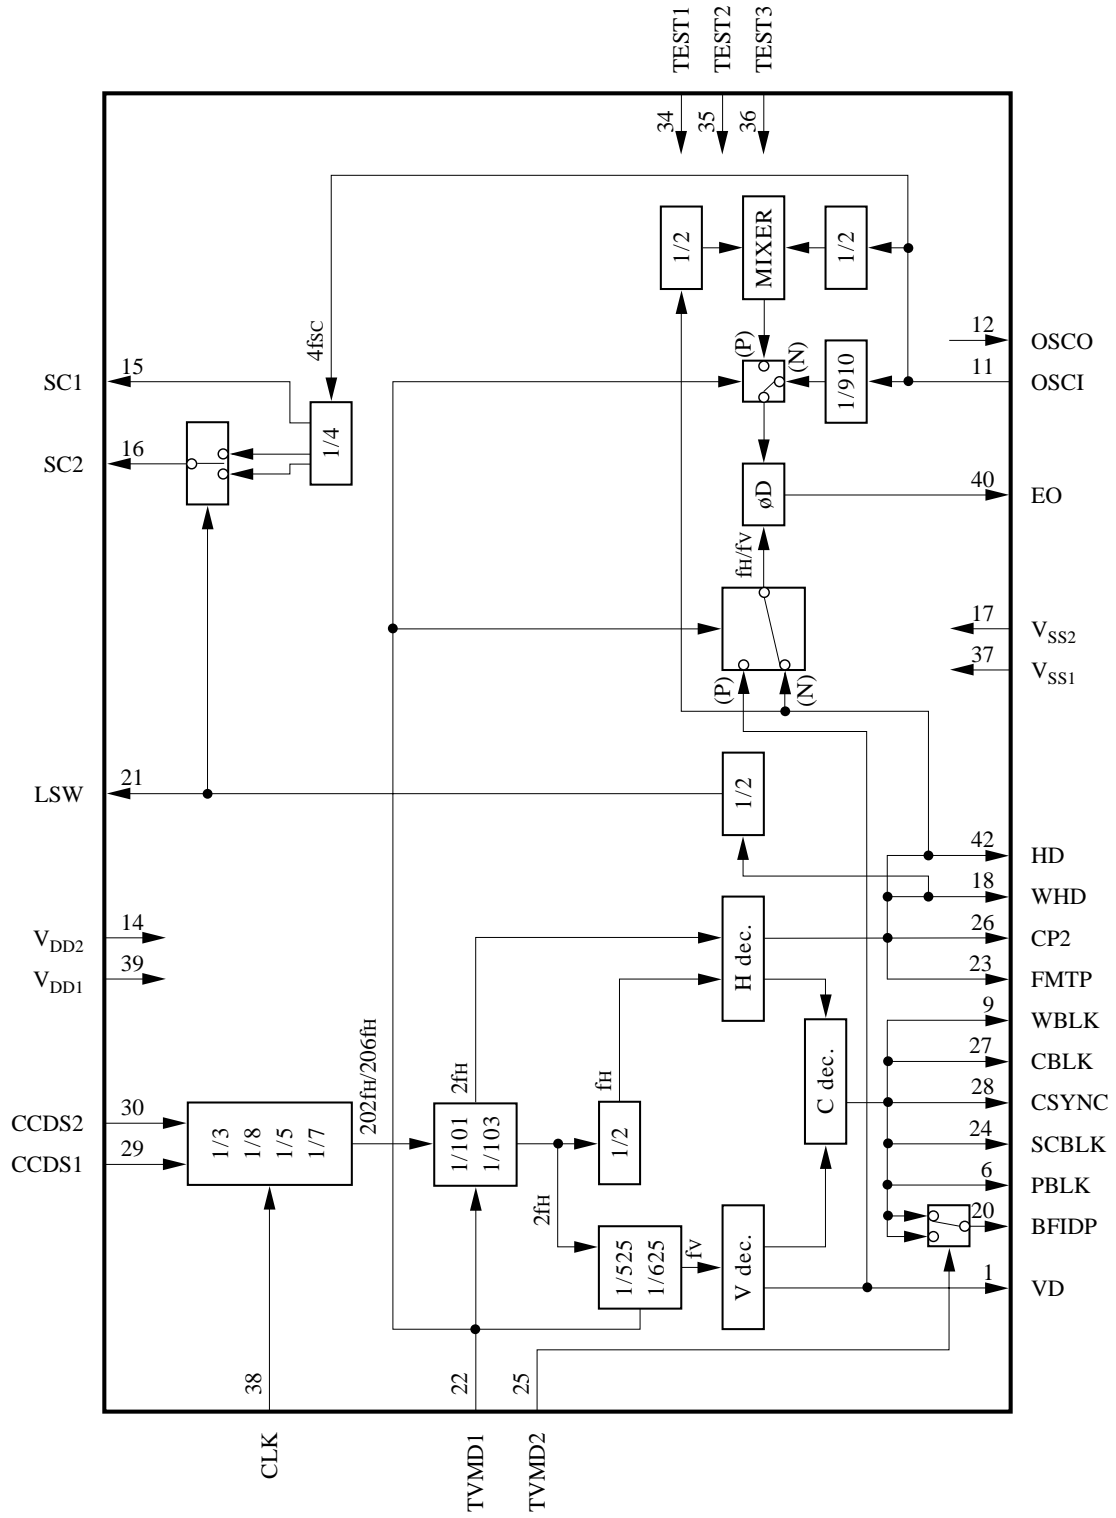 TEST1
TEST2
TEST3
34
35
36
1/2
MIXER
1/2
12
OSCO
4fSC
(P)
(N)
15
SC1
11
OSCI
1/910
1/4
16
SC2
40
EO
øD
fH/fV
17
VSS2
37
VSS1
(P)
(N)
21
LSW
1/2
42
HD
18
WHD
14
VDD2
26
CP2
39
VDD1
23
FMTP
H dec.
9
WBLK
27
CBLK
C dec.
202fH/206fH
2fH
fH
30
CCDS2
28
CSYNC
29
CCDS1
24
SCBLK
1/3
1/8
1/5
1/7
1/101
1/103
1/2
6
PBLK
2fH
20
BFIDP
1/525
1/625
fV
V dec.
1
VD
38
22
25
CLK
TVMD1
TVMD2